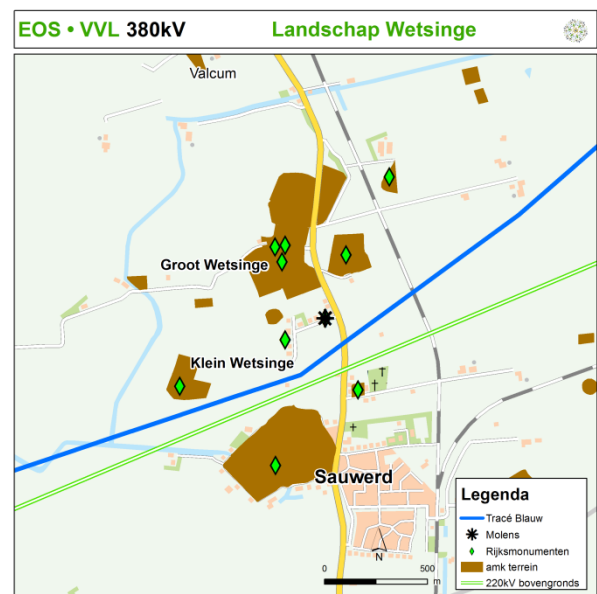 EOS • VVL 380kV Landschap Wetsinge
Valcum
Groot Wetsinge
Klein Wetsinge
Sauwerd
Legenda
Tracé Blauw
Molens
Rijksmonumenten
amk terrein
220kV bovengronds
N
0 500
m